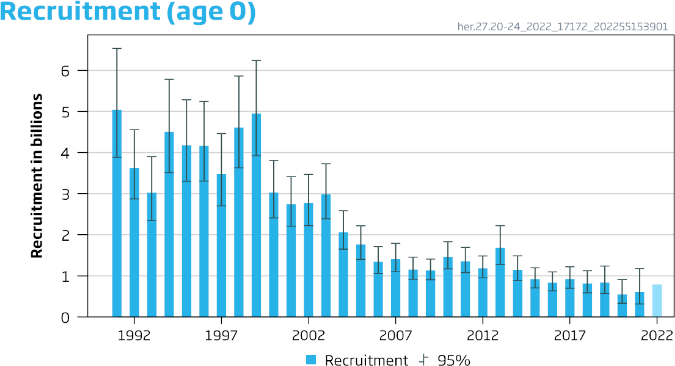 Recruitment (age 0)
her.27.20-24_2022_17172_202255153901
Recruitment in billions
6
5
4
3
2
1
0
1992 1997 2002 2007 2012 2017 2022
Recruitment 95%